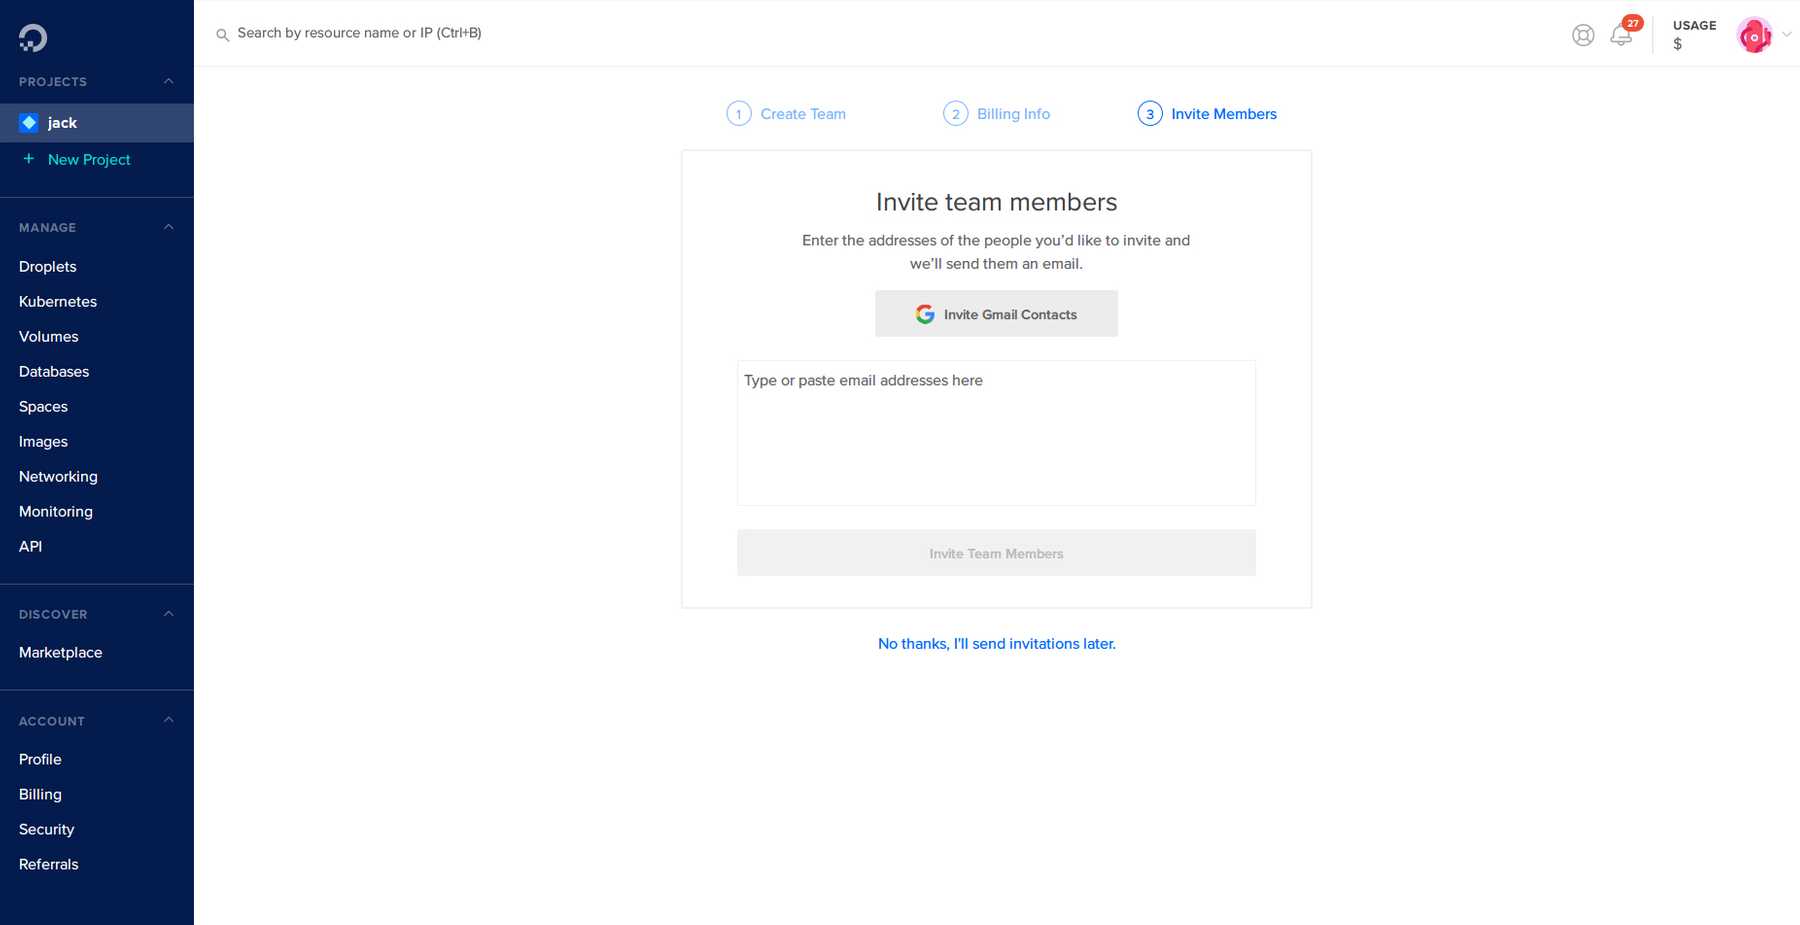 Search by resource name or IP (Ctrl+B)
27
USAGE
$
PROJECTS
jack
+ New Project
MANAGE
Droplets
Kubernetes
Volumes
Databases
Spaces
Images
Networking
Monitoring
API
DISCOVER
Marketplace
ACCOUNT
Profile
Billing
Security
Referrals
1 Create Team
2 Billing Info
3 Invite Members
Invite team members
Enter the addresses of the people you’d like to invite and
we’ll send them an email.
Invite Gmail Contacts
Type or paste email addresses here
Invite Team Members
No thanks, I'll send invitations later.